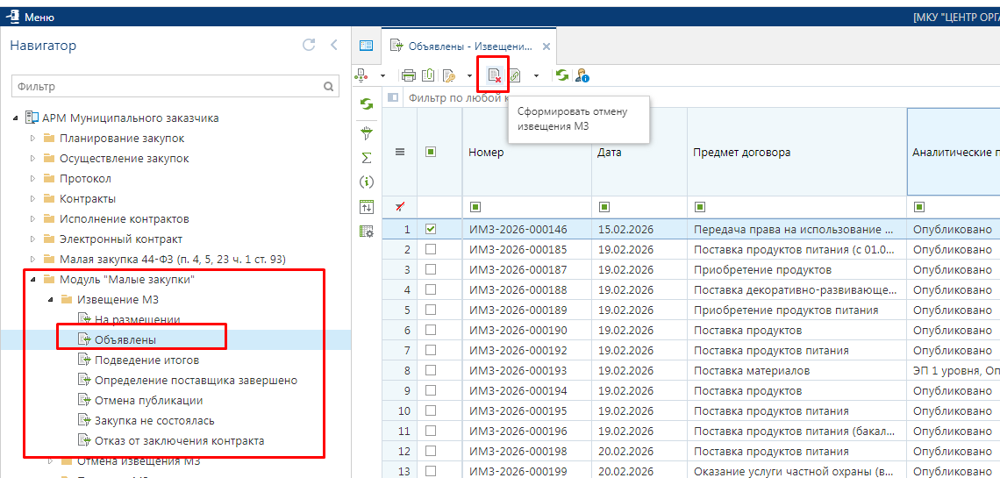 Меню
[МКУ "ЦЕНТР ОРГА
Навигатор
Фильтр
АРМ Муниципального заказчика
Планирование закупок
Осуществление закупок
Протокол
Контракты
Исполнение контрактов
Электронный контракт
Малая закупка 44-ФЗ (п. 4, 5, 23 ч. 1 ст. 93)
Модуль "Малые закупки"
Извещение МЗ
На размещении
Объявлены
Подведение итогов
Определение поставщика завершено
Отмена публикации
Закупка не состоялась
Отказ от заключения контракта
Отмена извещения МЗ
Объявлены - Извещени...
Фильтр по любой к
Сформировать отмену
извещения МЗ
Номер Дата Предмет договора Аналитические п
1 ИМЗ-2026-000146 15.02.2026 Передача права на использование ... Опубликовано
2 ИМЗ-2026-000185 19.02.2026 Поставка продуктов питания (с 01.0... Опубликовано
3 ИМЗ-2026-000187 19.02.2026 Приобретение продуктов Опубликовано
4 ИМЗ-2026-000188 19.02.2026 Поставка декоративно-развивающе... Опубликовано
5 ИМЗ-2026-000189 19.02.2026 Приобретение продуктов питания Опубликовано
6 ИМЗ-2026-000190 19.02.2026 Поставка продуктов Опубликовано
7 ИМЗ-2026-000192 19.02.2026 Поставка продуктов питания Опубликовано
8 ИМЗ-2026-000193 19.02.2026 Поставка материалов ЭП 1 уровня, Оп
9 ИМЗ-2026-000194 19.02.2026 Поставка продуктов Опубликовано
10 ИМЗ-2026-000195 19.02.2026 Поставка продуктов питания Опубликовано
11 ИМЗ-2026-000196 19.02.2026 Поставка продуктов питания (бакал... Опубликовано
12 ИМЗ-2026-000198 20.02.2026 Поставка продуктов питания Опубликовано
13 ИМЗ-2026-000199 20.02.2026 Оказание услуги частной охраны (в... Опубликовано